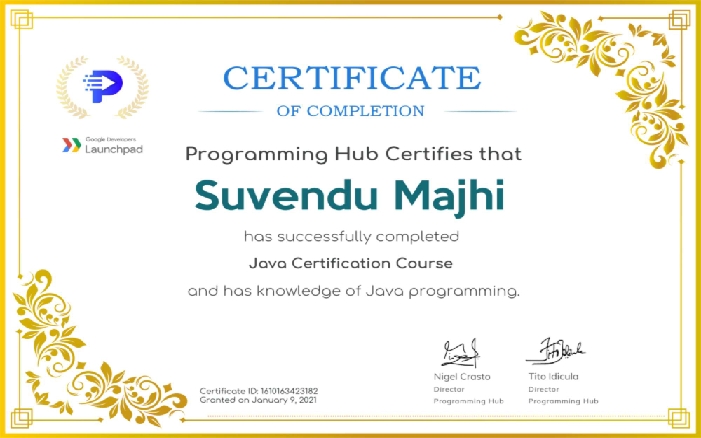 CERTIFICATE
OF COMPLETION
Google Developers
Launchpad
Programming Hub Certifies that
Suvendu Majhi
has successfully completed
Java Certification Course
and has knowledge of Java programming.
Nigel Crasto
Director
Programming Hub
Tito Idicula
Director
Programming Hub
Certificate ID: 1610163423182
Granted on January 9, 2021